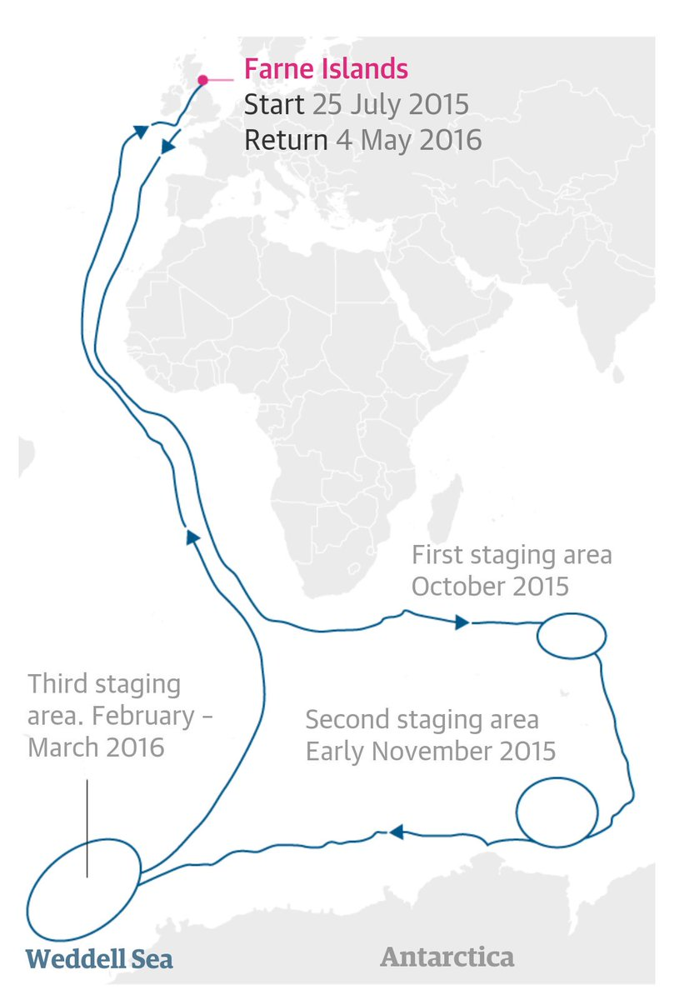 Farne Islands
Start 25 July 2015
Return 4 May 2016
First staging area
October 2015
Third staging
area. February –
March 2016
Second staging area
Early November 2015
Weddell Sea
Antarctica